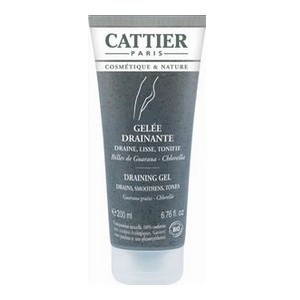 CATTIER
PARIS
COSMÉTIQUE & NATURE
GELÉE
DRAINANTE
DRAINE, LISSE, TONIFIE
Billes de Guarana - Chlorella
DRAINING GEL
DRAINS, SMOOTHENS, TONES
Guarana grains - Chlorella
e 200 ml 6.76 fl. oz
BIO